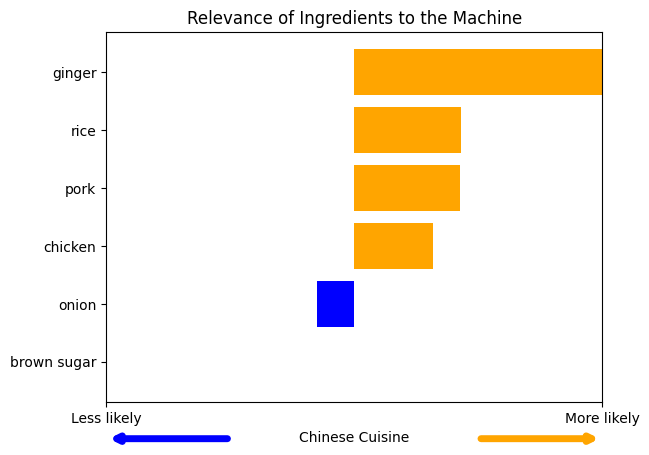 Relevance of Ingredients to the Machine
ginger
rice
pork
chicken
onion
brown sugar
Less likely
More likely
Chinese Cuisine